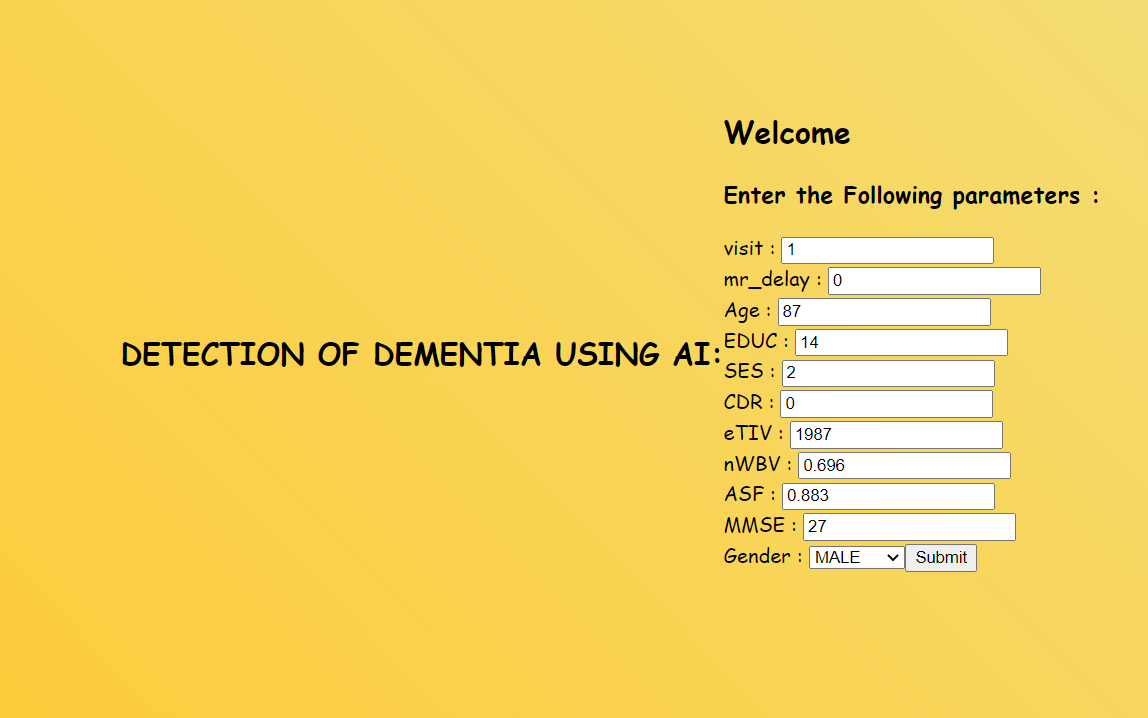 DETECTION OF DEMENTIA USING AI:
Welcome
Enter the Following parameters :
visit : 1
mr_delay : 0
Age : 87
EDUC : 14
SES : 2
CDR : 0
eTIV : 1987
nWBV : 0.696
ASF : 0.883
MMSE : 27
Gender : MALE Submit